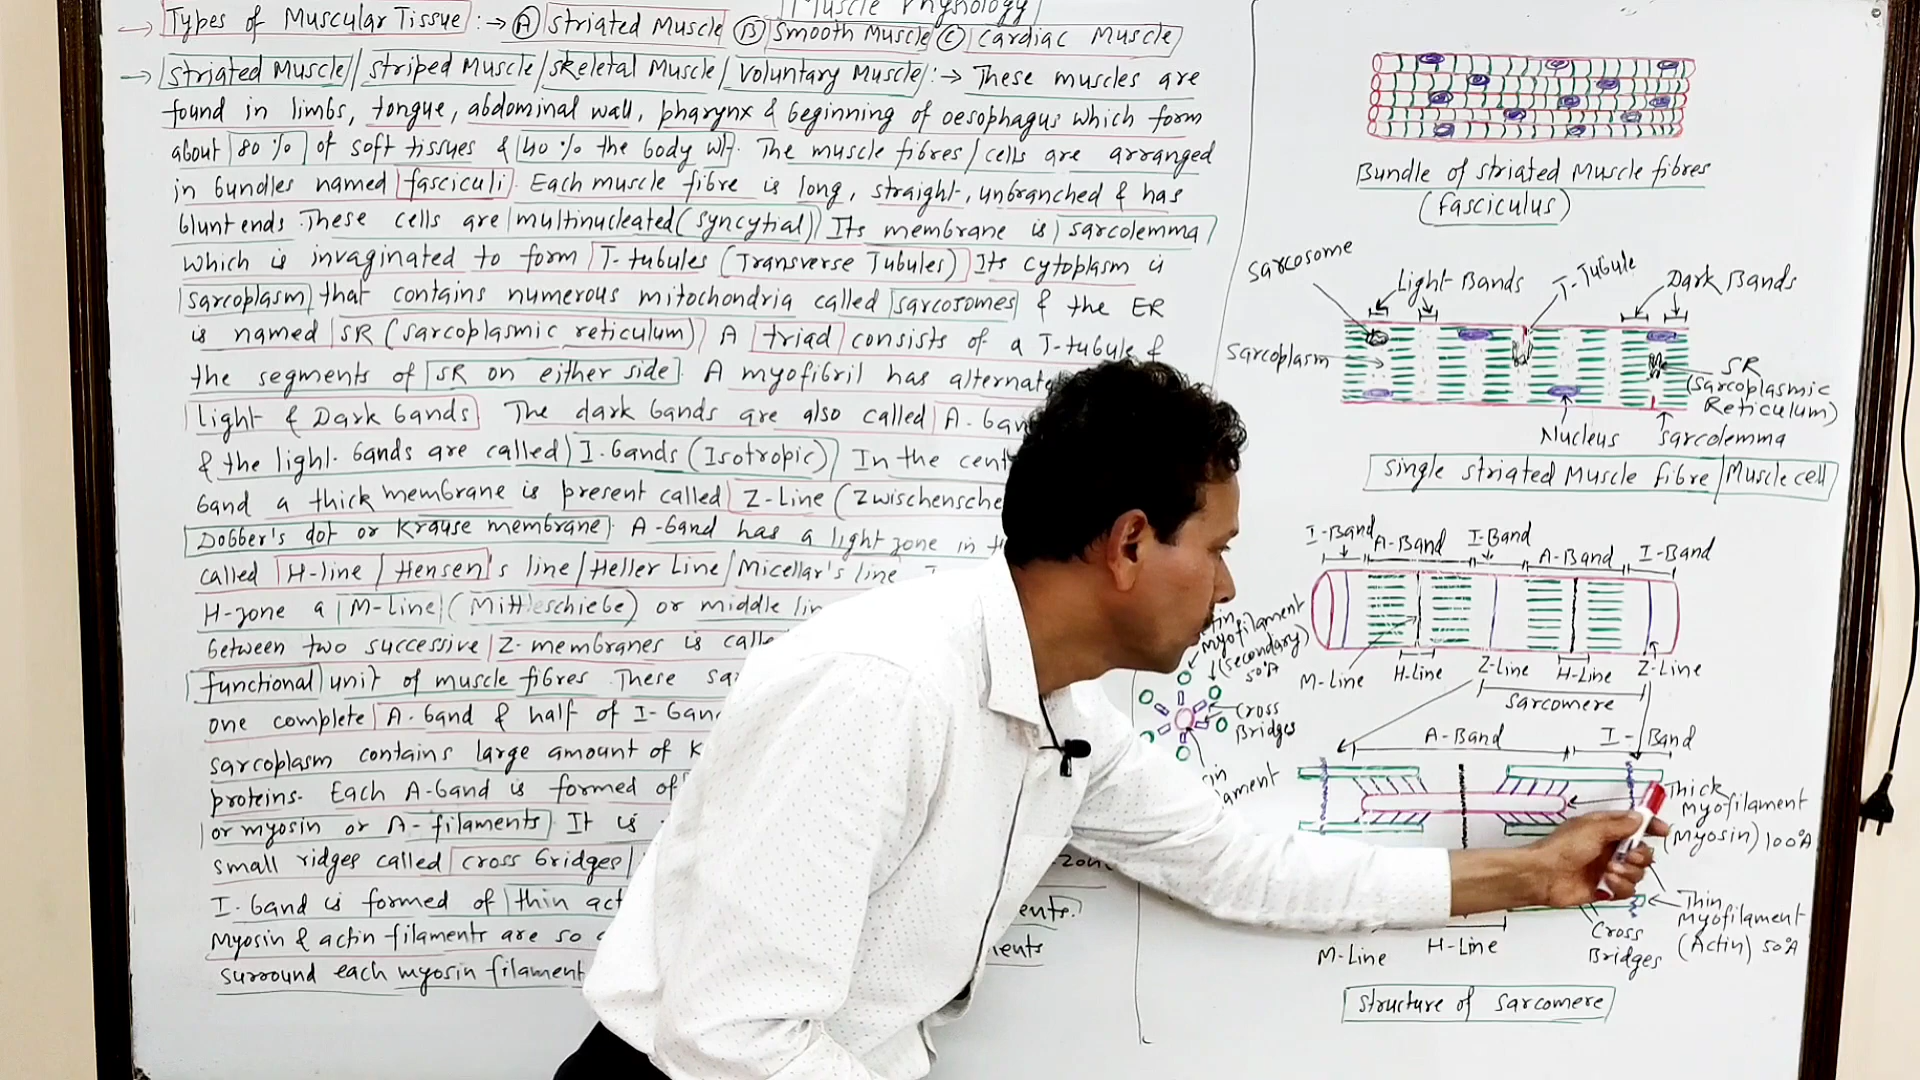 Muscle Physiology
→ Types of Muscular Tissue :→ (A) Striated Muscle (B) Smooth Muscle (C) Cardiac Muscle
→ Striated Muscle / Striped Muscle / Skeletal Muscle / Voluntary Muscle :→ These muscles are
found in limbs, tongue, abdominal wall, pharynx & beginning of oesophagus which form
about 80 % of soft tissues & 40 % the body wt. The muscle fibres / cells are arranged
in bundles named fasciculi. Each muscle fibre is long, straight, unbranched & has
blunt ends. These cells are multinucleated (syncytial) Its membrane is sarcolemma
which is invaginated to form T-tubules (Transverse Tubules) Its cytoplasm is
sarcoplasm that contains numerous mitochondria called sarcosomes & the ER
is named SR (sarcoplasmic reticulum) A triad consists of a T-tubule &
the segments of SR on either side. A myofibril has alternat
light & Dark bands The dark bands are also called A-ban
& the light bands are called I-bands (Isotropic) In the cent
band a thick membrane is present called Z-Line (Zwischensche
Dobber's dot or Krause membrane. A-band has a light zone in
called H-line / Hensen's line / Heller Line / Micellar's line
H-zone a M-Line (Mittleschiebe) or middle lin
between two successive Z-membranes is calle
functional unit of muscle fibres These sa
one complete A-band & half of I-ban
sarcoplasm contains large amount of K
proteins. Each A-band is formed of
or myosin or A-filaments It is
small ridges called cross bridges
I-band is formed of thin act
Myosin & actin filaments are so
surround each myosin filament
zone
ents.
ients
Bundle of Striated Muscle fibres
(fasciculus)
Sarcosome
Light Bands
T-Tubule
Dark Bands
Sarcoplasm
SR
(Sarcoplasmic
Reticulum)
Nucleus
Sarcolemma
Single Striated Muscle Fibre / Muscle cell
I-Band
A-Band
I-Band
A-Band
I-Band
M-Line
H-Line
Z-Line
H-Line
Z-Line
Sarcomere
Myofilament
(Secondary)
50°A
Cross
Bridges
A-Band
I-Band
Thick
Myofilament
(Myosin) 100°A
Thin
Myofilament
(Actin) 50°A
Cross
Bridges
M-Line
H-Line
Structure of Sarcomere